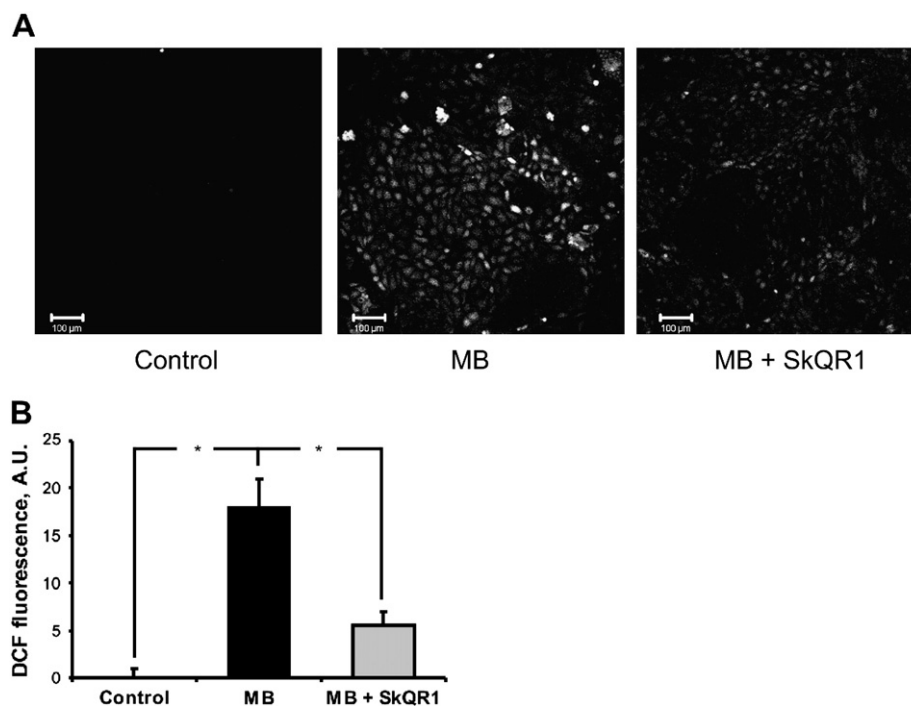 A
100 µm
100 µm
100 µm
Control
MB
MB + SkQR1
B
DCF fluorescence, A.U.
25
20
15
10
5
0
*
*
Control
MB
MB + SkQR1